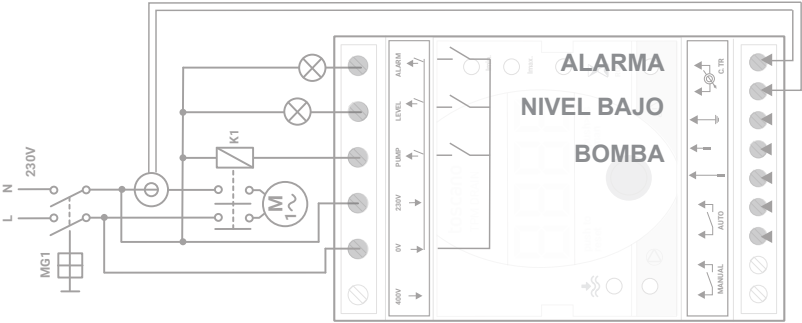 ALARM
LEVEL
PUMP
230V
0V
400V
ALARMA
NIVEL BAJO
BOMBA
C. TR
AUTO
MANUAL
K1
230V
N
L
M
1~
MG1